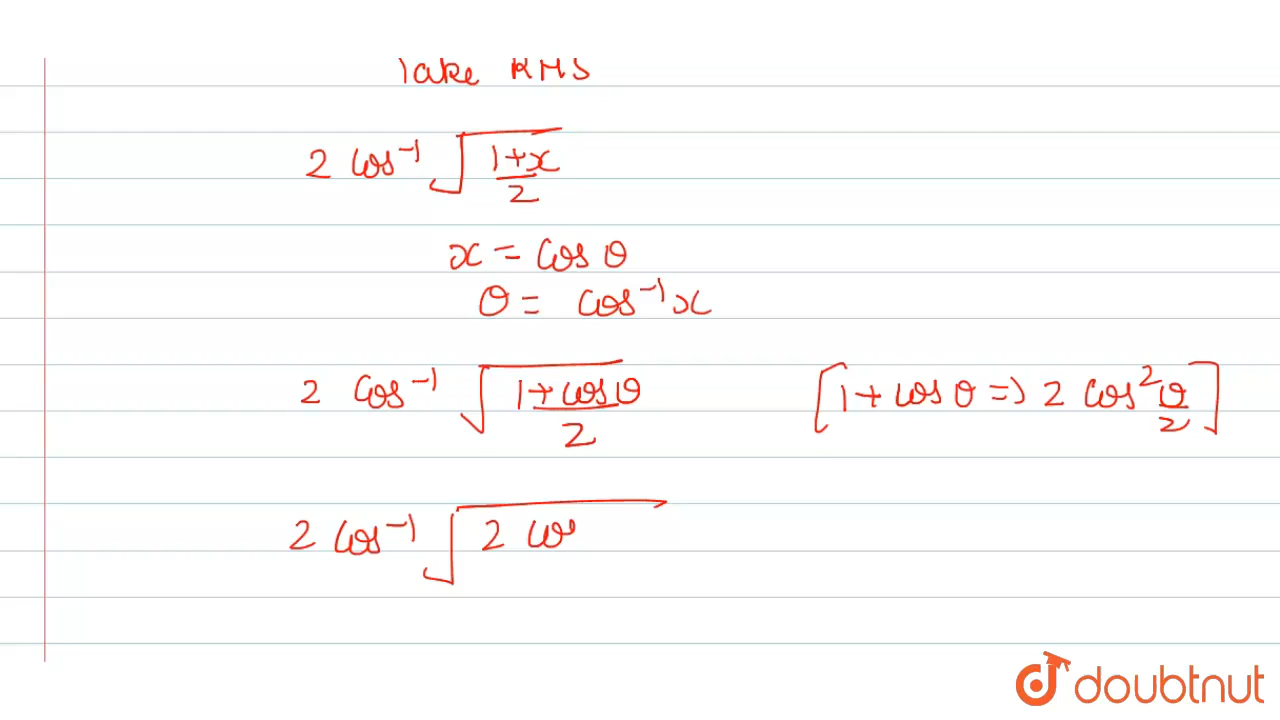 Take RHS
2 cos⁻¹ √((1+x)/2)
x = cos θ
θ = cos⁻¹ x
2 cos⁻¹ √((1+cos θ)/2) [1+cos θ => 2 cos² θ/2]
2 cos⁻¹ √(2 cos
doubtnut